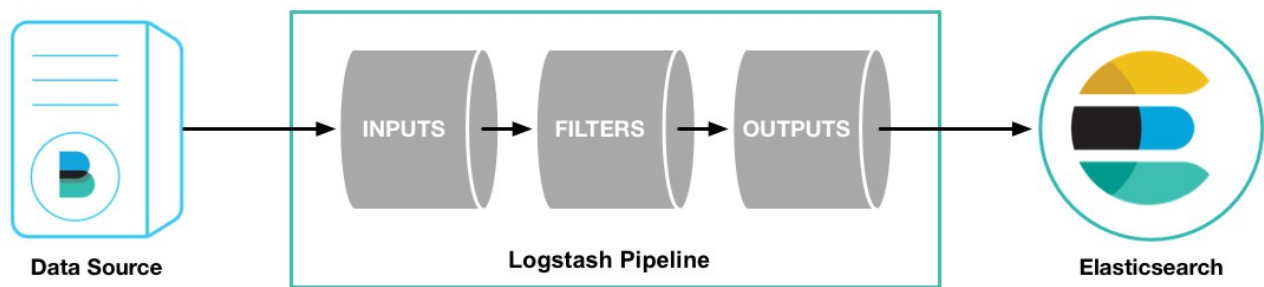 INPUTS
FILTERS
OUTPUTS
Data Source
Logstash Pipeline
Elasticsearch